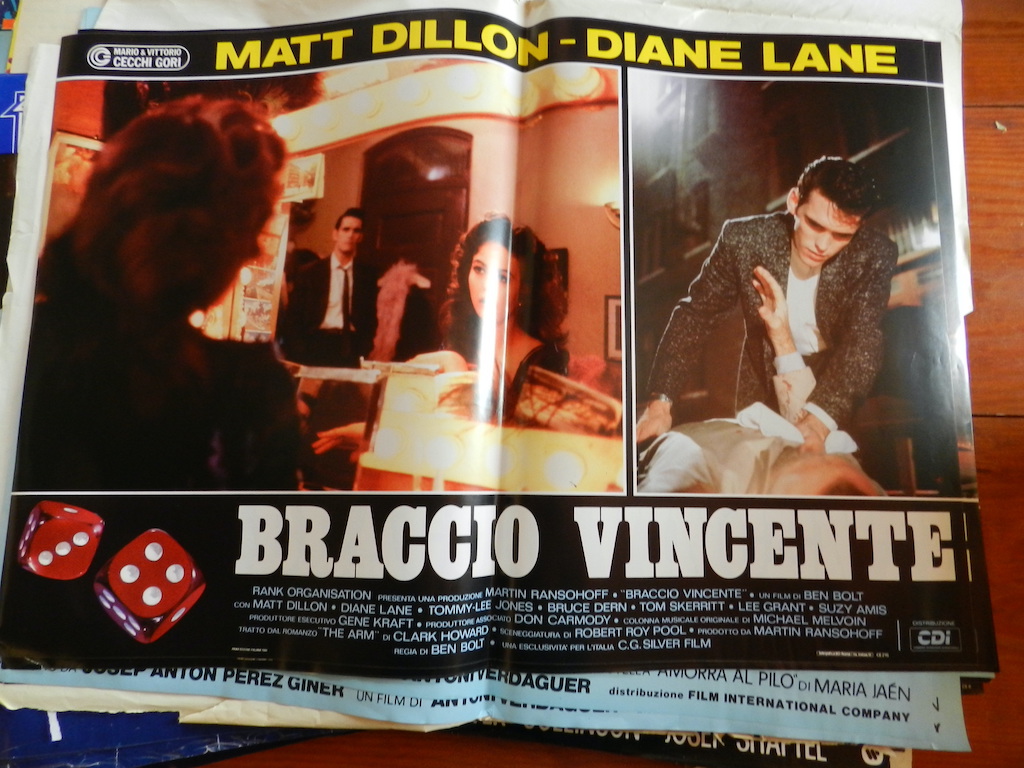 MARIO & VITTORIO
CECCHI GORI
MATT DILLON - DIANE LANE
BRACCIO VINCENTE
RANK ORGANISATION PRESENTA UNA PRODUZIONE MARTIN RANSOHOFF • "BRACCIO VINCENTE" • UN FILM DI BEN BOLT
CON MATT DILLON • DIANE LANE • TOMMY-LEE JONES • BRUCE DERN • TOM SKERRITT • LEE GRANT • SUZY AMIS
PRODUTTORE ESECUTIVO GENE KRAFT • PRODUTTORE ASSOCIATO DON CARMODY • COLONNA MUSICALE ORIGINALE DI MICHAEL MELVOIN
TRATTO DAL ROMANZO "THE ARM" DI CLARK HOWARD • SCENEGGIATURA DI ROBERT ROY POOL • PRODOTTO DA MARTIN RANSOHOFF
REGIA DI BEN BOLT • UNA ESCLUSIVITA' PER L'ITALIA C.G. SILVER FILM
DISTRIBUZIONE
CDi
JOSEP ANTON PEREZ GINER
"AMORRA AL PILO" DI MARIA JAÉN
UN FILM DI ANTONI VERDAGUER
distribuzione FILM INTERNATIONAL COMPANY
JOSEF SHAFTEL